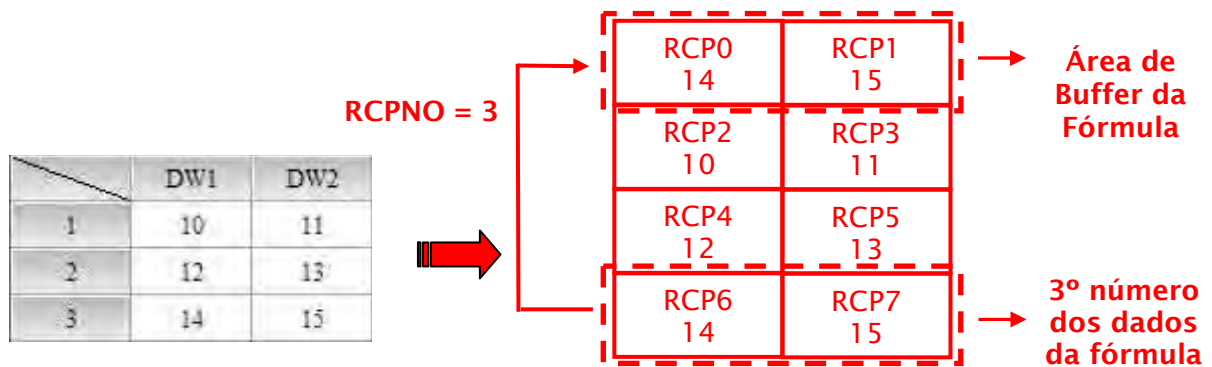 DW1 DW2
1 10 11
2 12 13
3 14 15
RCPNO = 3
RCP0 RCP1
14 15
RCP2 RCP3
10 11
RCP4 RCP5
12 13
RCP6 RCP7
14 15
Área de
Buffer da
Fórmula
3º número
dos dados
da fórmula